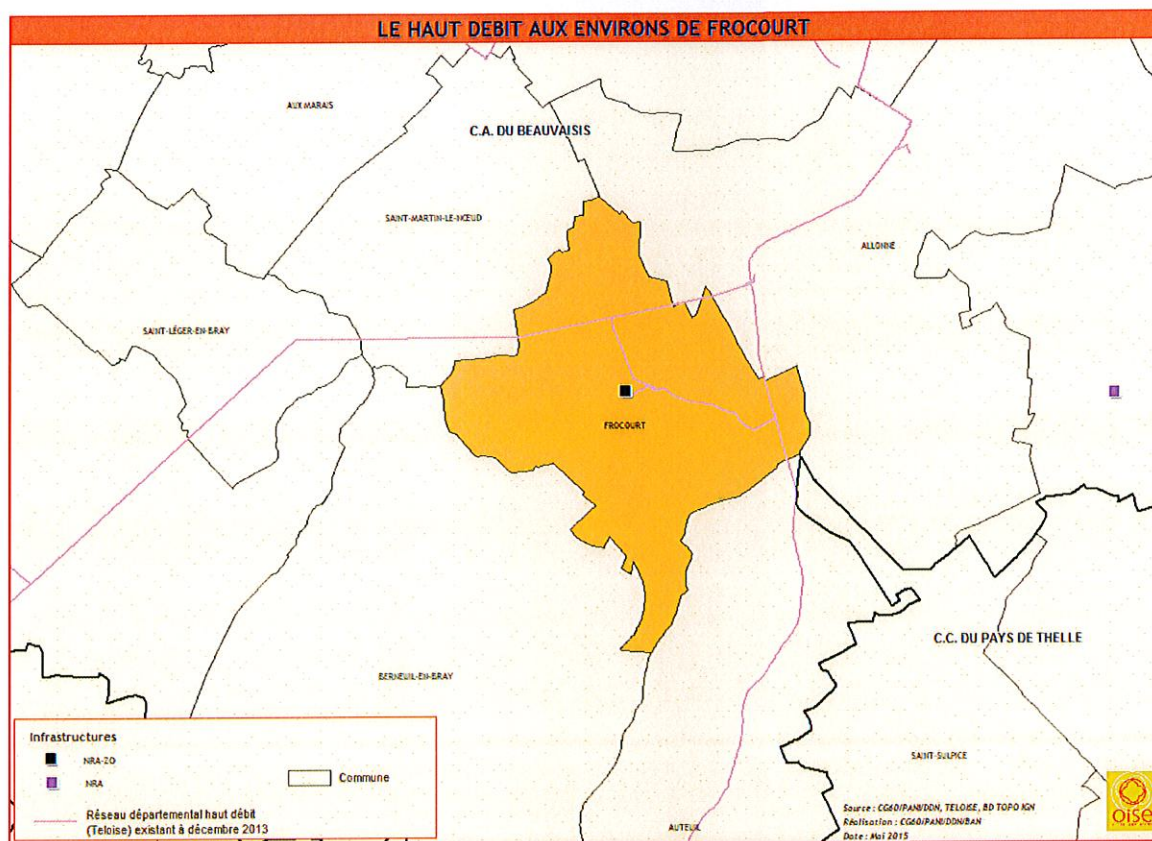 LE HAUT DEBIT AUX ENVIRONS DE FROCOURT
AUX MARAIS
C.A. DU BEAUVAISIS
SAINT-MARTIN-LE-NŒUD
ALLONNE
SAINT-LÉGER-EN-BRAY
FROCOURT
C.C. DU PAYS DE THELLE
BERNEUIL-EN-BRAY
SAINT-SULPICE
AUTEUIL
Infrastructures
NRA-ZO
NRA
Commune
Réseau départemental haut débit
(Teloise) existant à décembre 2013
Source : CG60/PANI/DDN, TELOISE, BD TOPO IGN
Réalisation : CG60/PANI/DDN/BAN
Date : Mai 2015
oise